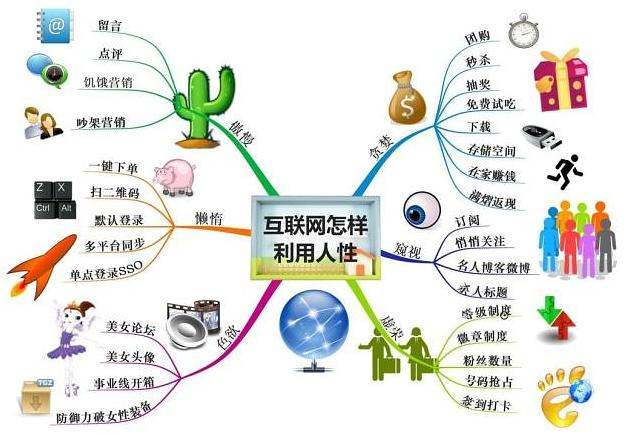 互联网怎样
利用人性
傲慢
留言
点评
饥饿营销
吵架营销
懒惰
一键下单
扫二维码
默认登录
多平台同步
单点登录SSO
Z X
Ctrl Alt
色欲
美女论坛
美女头像
事业线开箱
防御力破女性装备
TGZ
贪婪
团购
秒杀
抽奖
免费试吃
下载
存储空间
在家赚钱
满 返现
窥视
订阅
悄悄关注
名人博客微博
人标题
虚荣
等级制度
徽章制度
粉丝数量
号码抢占
签到打卡